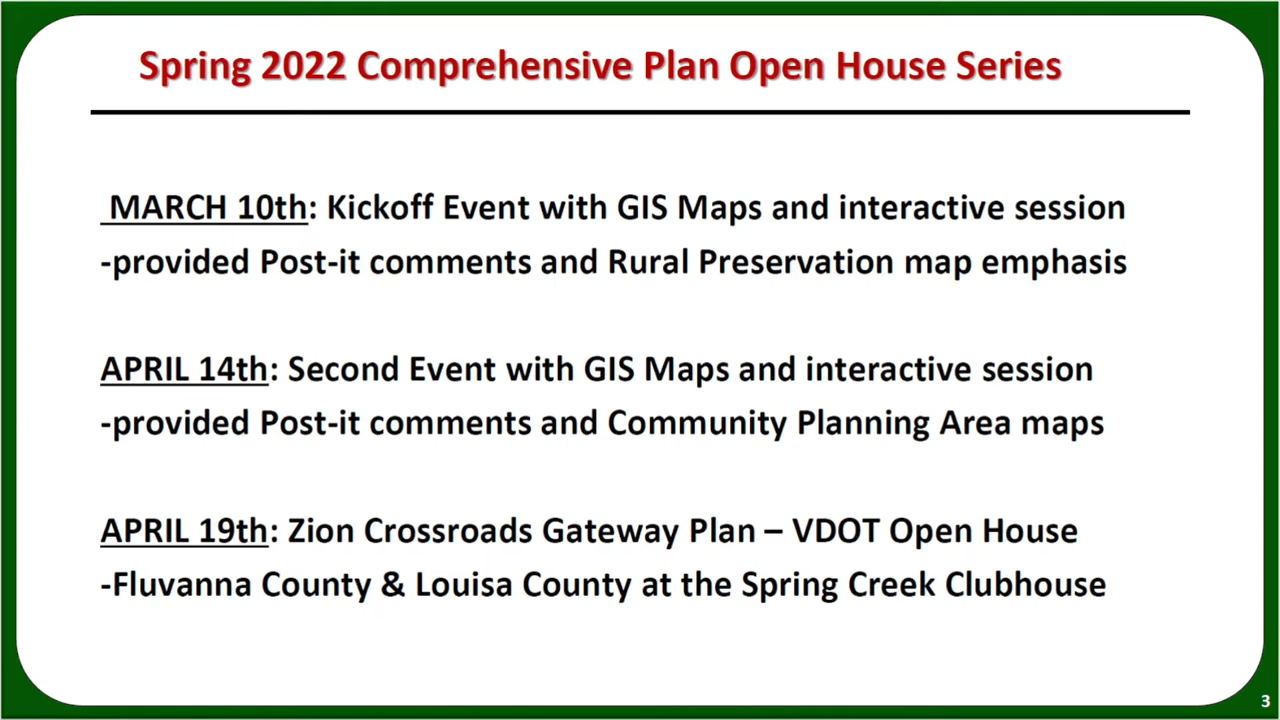 Spring 2022 Comprehensive Plan Open House Series
MARCH 10th: Kickoff Event with GIS Maps and interactive session
-provided Post-it comments and Rural Preservation map emphasis
APRIL 14th: Second Event with GIS Maps and interactive session
-provided Post-it comments and Community Planning Area maps
APRIL 19th: Zion Crossroads Gateway Plan – VDOT Open House
-Fluvanna County & Louisa County at the Spring Creek Clubhouse
3